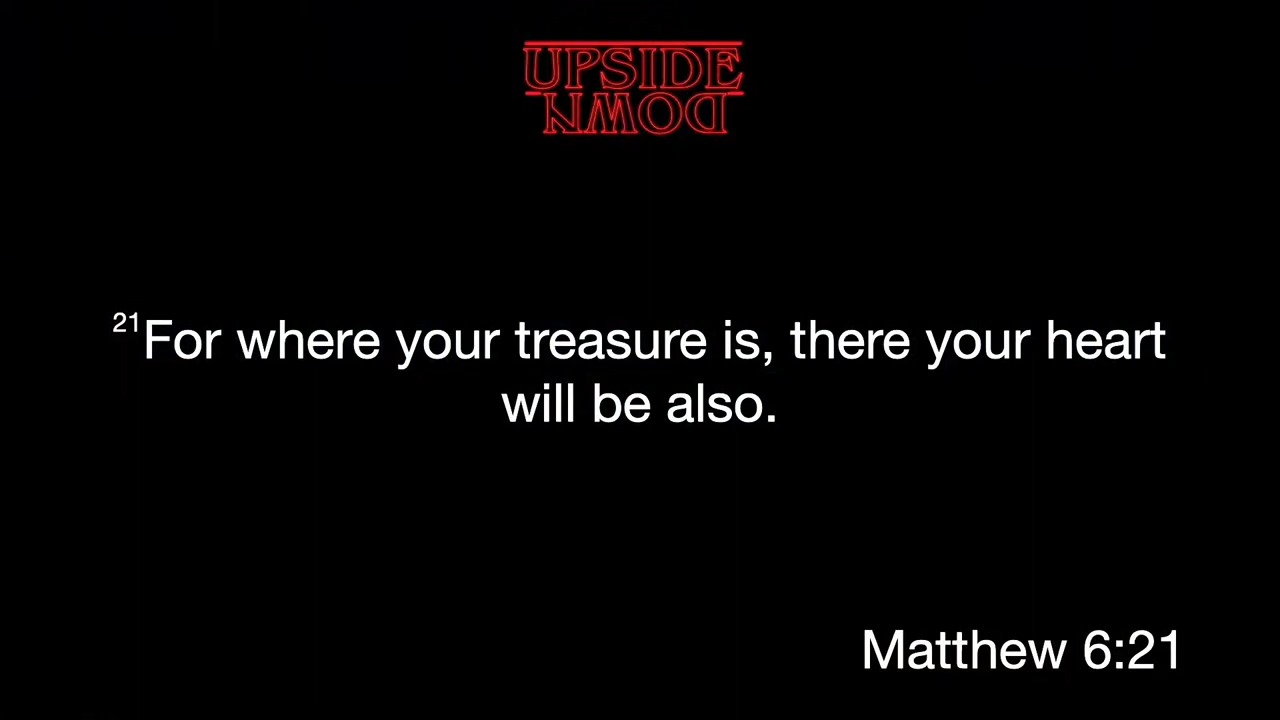 UPSIDE
DOWN
²¹For where your treasure is, there your heart
will be also.
Matthew 6:21